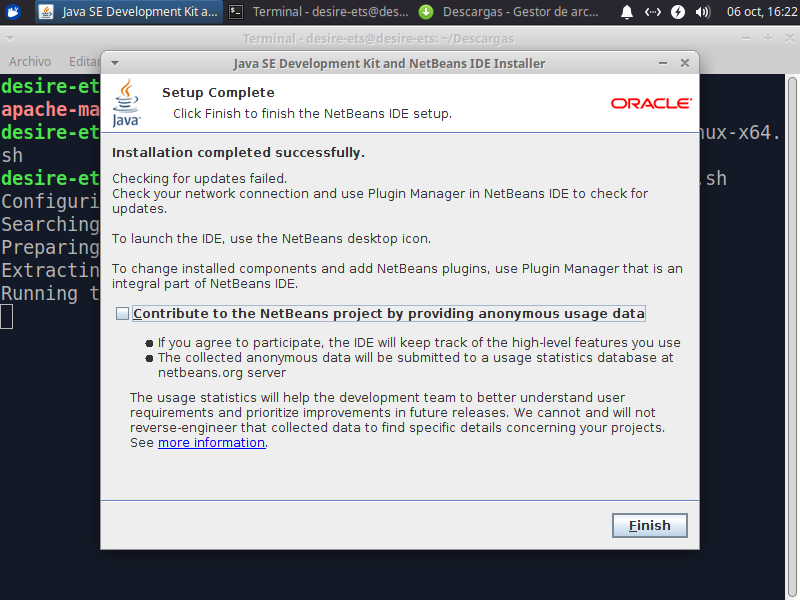 Java SE Development Kit a... Terminal - desire-ets@des... Descargas - Gestor de arc... 06 oct, 16:22
Terminal - desire-ets@desire-ets: ~/Descargas
Archivo Editar
Java SE Development Kit and NetBeans IDE Installer
desire-et
apache-ma
desire-et nux-x64.
sh
desire-et .sh
Configuri
Searching
Preparing
Extractin
Running t
Java
Setup Complete
Click Finish to finish the NetBeans IDE setup.
ORACLE
Installation completed successfully.
Checking for updates failed.
Check your network connection and use Plugin Manager in NetBeans IDE to check for
updates.
To launch the IDE, use the NetBeans desktop icon.
To change installed components and add NetBeans plugins, use Plugin Manager that is an
integral part of NetBeans IDE.
Contribute to the NetBeans project by providing anonymous usage data
If you agree to participate, the IDE will keep track of the high-level features you use
The collected anonymous data will be submitted to a usage statistics database at
netbeans.org server
The usage statistics will help the development team to better understand user
requirements and prioritize improvements in future releases. We cannot and will not
reverse-engineer that collected data to find specific details concerning your projects.
See more information.
Finish